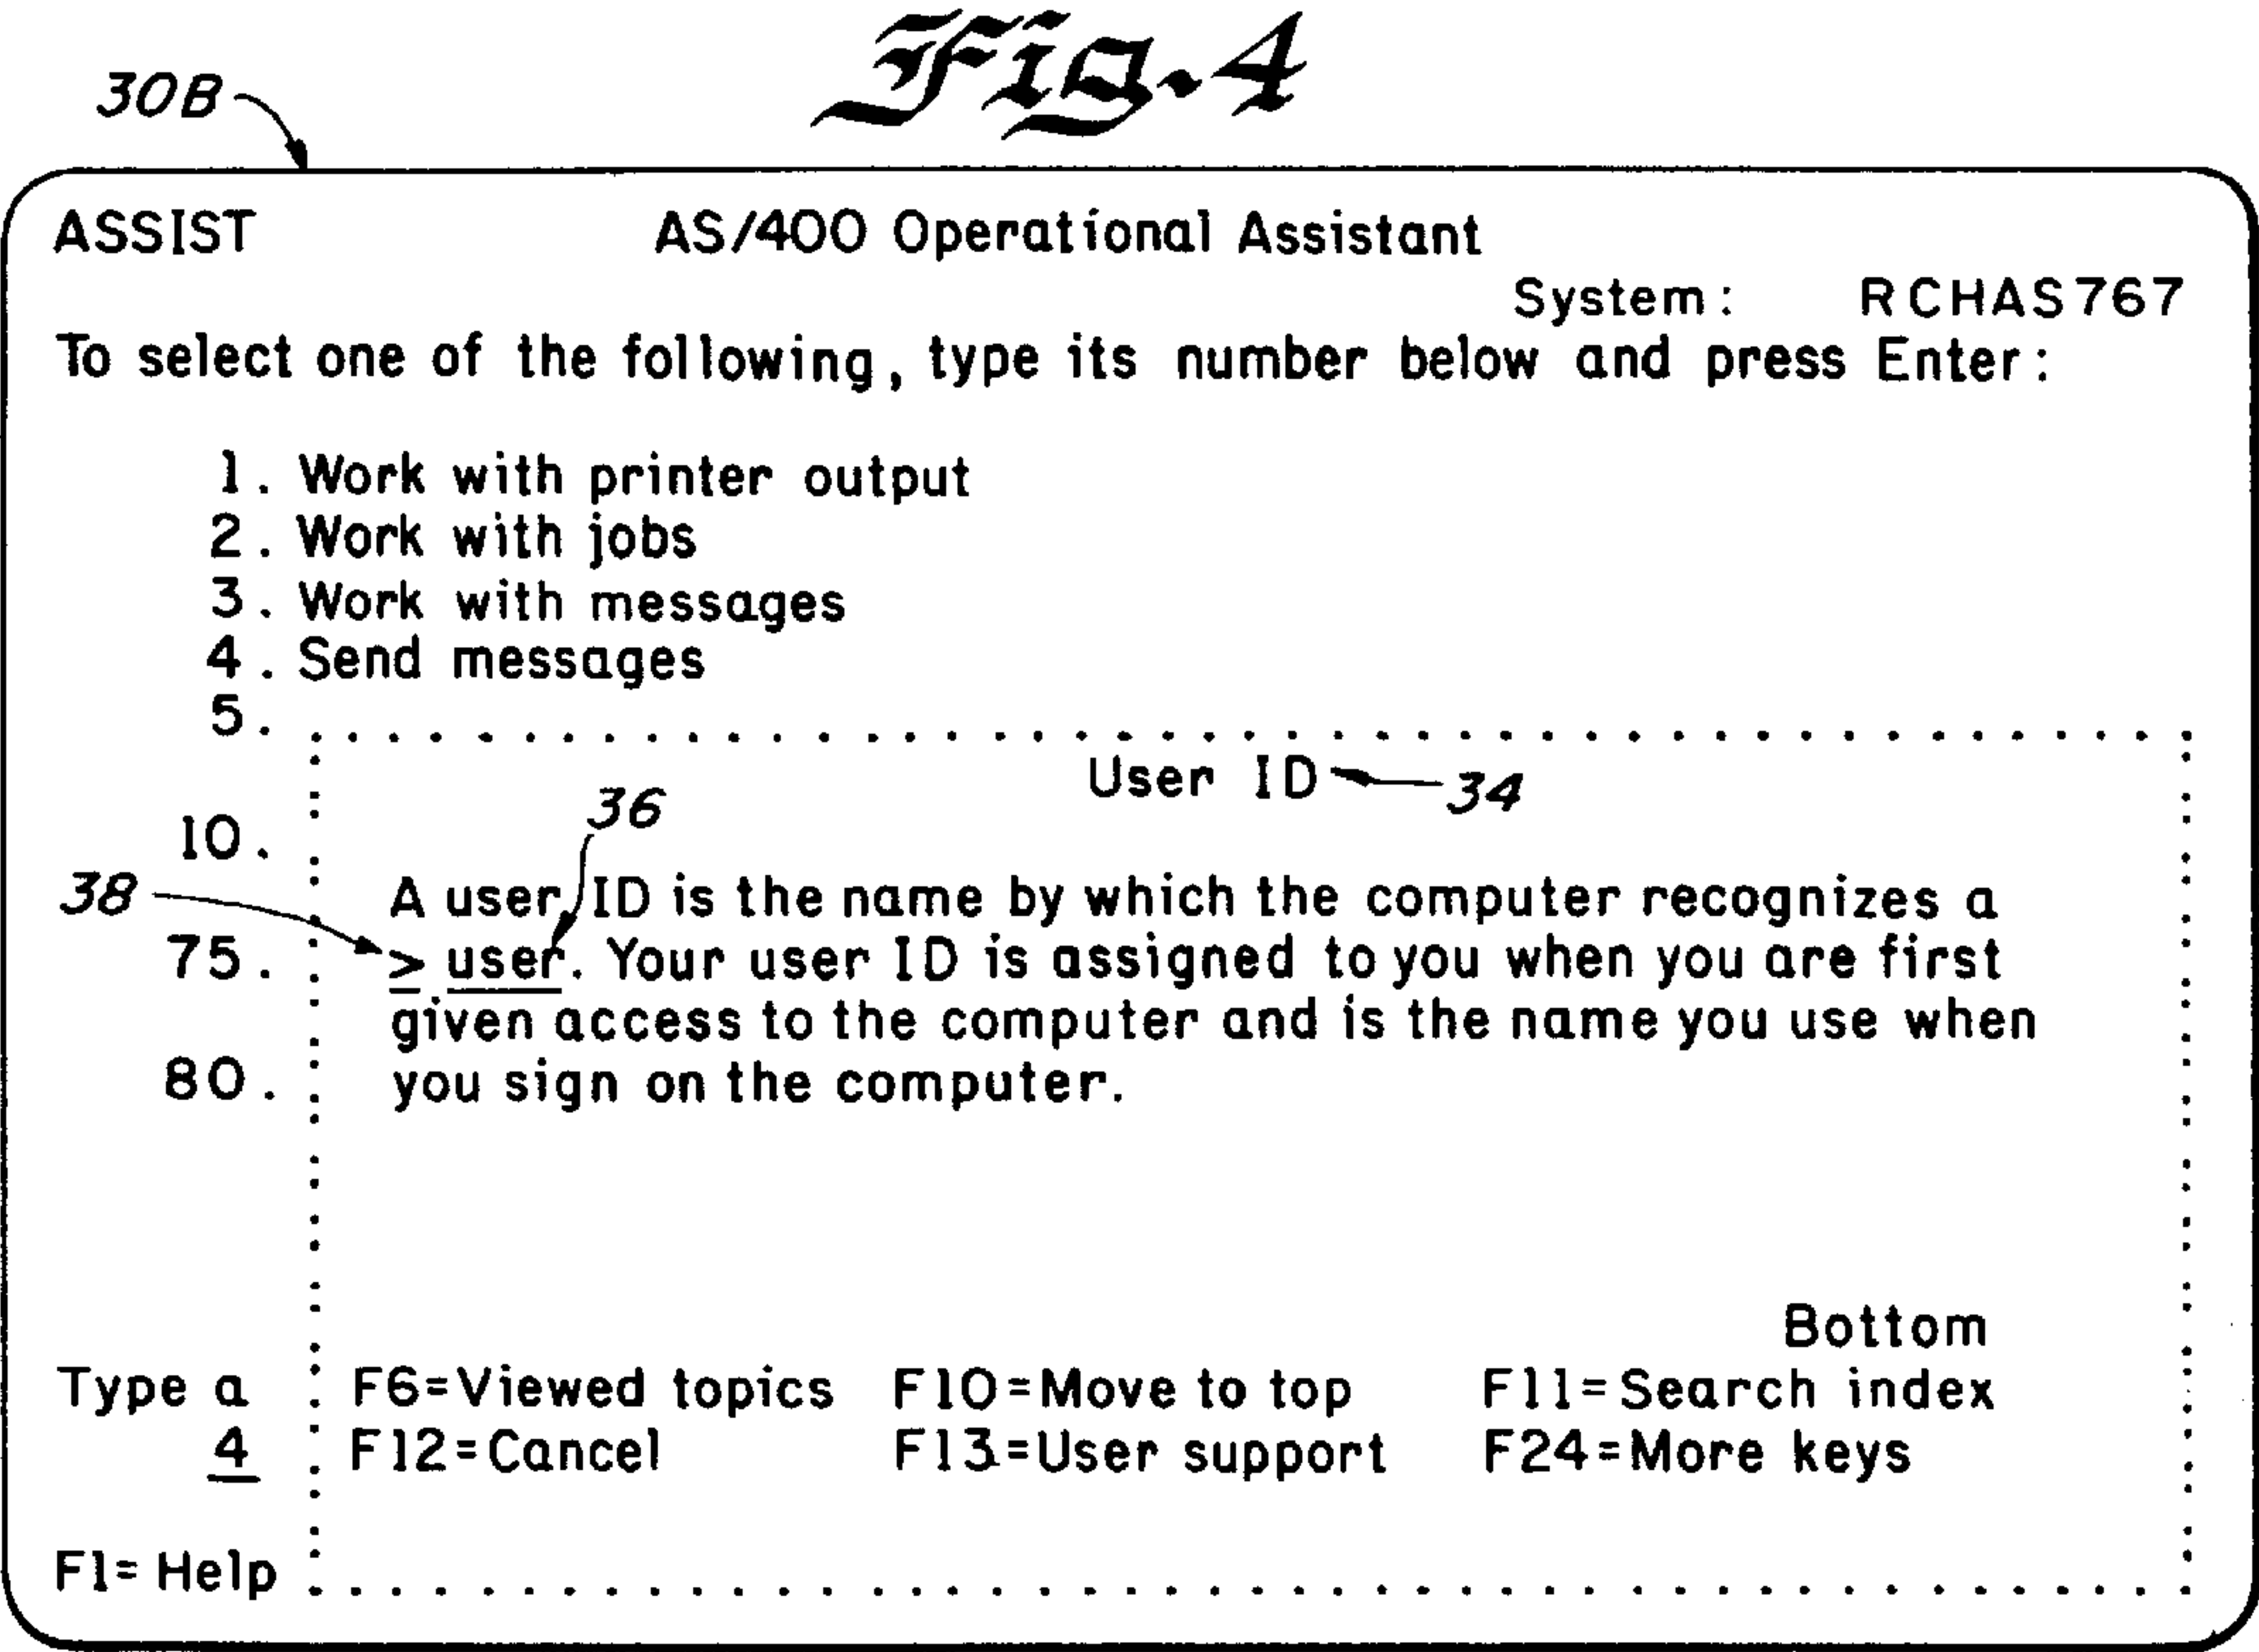 Fig. 4
30B
ASSIST AS/400 Operational Assistant
System: RCHAS767
To select one of the following, type its number below and press Enter:
1. Work with printer output
2. Work with jobs
3. Work with messages
4. Send messages
5.
User ID 34
36
10.
38 A user ID is the name by which the computer recognizes a
75. > user. Your user ID is assigned to you when you are first
given access to the computer and is the name you use when
80. you sign on the computer.
Bottom
Type a F6=Viewed topics F10=Move to top F11=Search index
4 F12=Cancel F13=User support F24=More keys
F1=Help